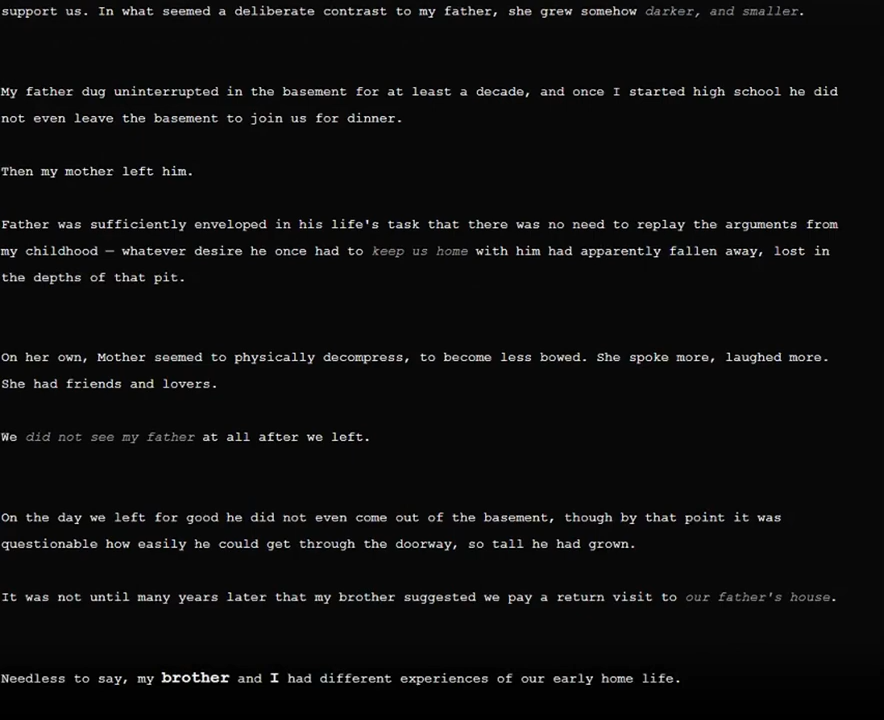 support us. In what seemed a deliberate contrast to my father, she grew somehow darker, and smaller.
My father dug uninterrupted in the basement for at least a decade, and once I started high school he did
not even leave the basement to join us for dinner.
Then my mother left him.
Father was sufficiently enveloped in his life's task that there was no need to replay the arguments from
my childhood — whatever desire he once had to keep us home with him had apparently fallen away, lost in
the depths of that pit.
On her own, Mother seemed to physically decompress, to become less bowed. She spoke more, laughed more.
She had friends and lovers.
We did not see my father at all after we left.
On the day we left for good he did not even come out of the basement, though by that point it was
questionable how easily he could get through the doorway, so tall he had grown.
It was not until many years later that my brother suggested we pay a return visit to our father's house.
Needless to say, my brother and I had different experiences of our early home life.